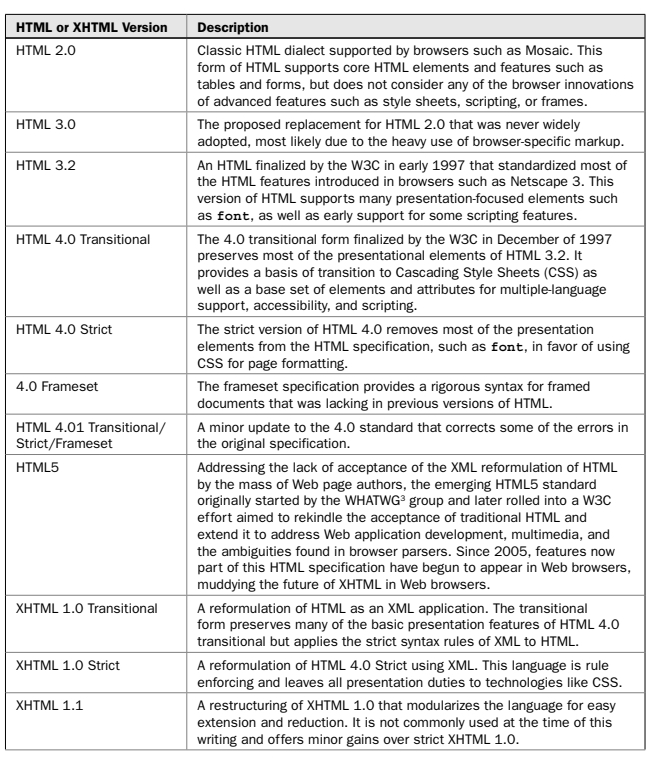 HTML or XHTML Version Description
HTML 2.0 Classic HTML dialect supported by browsers such as Mosaic. This
form of HTML supports core HTML elements and features such as
tables and forms, but does not consider any of the browser innovations
of advanced features such as style sheets, scripting, or frames.
HTML 3.0 The proposed replacement for HTML 2.0 that was never widely
adopted, most likely due to the heavy use of browser-specific markup.
HTML 3.2 An HTML finalized by the W3C in early 1997 that standardized most of
the HTML features introduced in browsers such as Netscape 3. This
version of HTML supports many presentation-focused elements such
as font, as well as early support for some scripting features.
HTML 4.0 Transitional The 4.0 transitional form finalized by the W3C in December of 1997
preserves most of the presentational elements of HTML 3.2. It
provides a basis of transition to Cascading Style Sheets (CSS) as
well as a base set of elements and attributes for multiple-language
support, accessibility, and scripting.
HTML 4.0 Strict The strict version of HTML 4.0 removes most of the presentation
elements from the HTML specification, such as font, in favor of using
CSS for page formatting.
4.0 Frameset The frameset specification provides a rigorous syntax for framed
documents that was lacking in previous versions of HTML.
HTML 4.01 Transitional/ A minor update to the 4.0 standard that corrects some of the errors in
Strict/Frameset the original specification.
HTML5 Addressing the lack of acceptance of the XML reformulation of HTML
by the mass of Web page authors, the emerging HTML5 standard
originally started by the WHATWG³ group and later rolled into a W3C
effort aimed to rekindle the acceptance of traditional HTML and
extend it to address Web application development, multimedia, and
the ambiguities found in browser parsers. Since 2005, features now
part of this HTML specification have begun to appear in Web browsers,
muddying the future of XHTML in Web browsers.
XHTML 1.0 Transitional A reformulation of HTML as an XML application. The transitional
form preserves many of the basic presentation features of HTML 4.0
transitional but applies the strict syntax rules of XML to HTML.
XHTML 1.0 Strict A reformulation of HTML 4.0 Strict using XML. This language is rule
enforcing and leaves all presentation duties to technologies like CSS.
XHTML 1.1 A restructuring of XHTML 1.0 that modularizes the language for easy
extension and reduction. It is not commonly used at the time of this
writing and offers minor gains over strict XHTML 1.0.